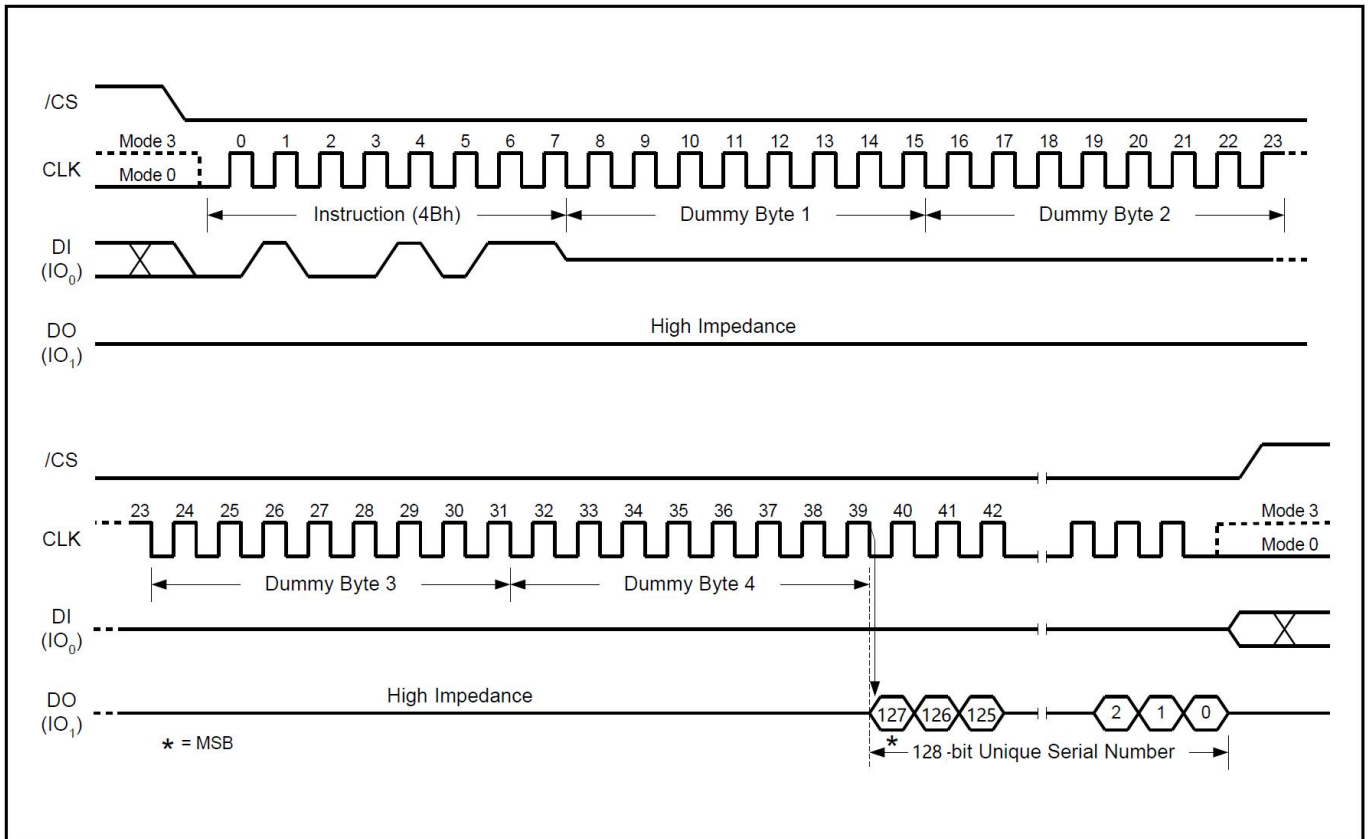 /CS
Mode 3 0 1 2 3 4 5 6 7 8 9 10 11 12 13 14 15 16 17 18 19 20 21 22 23
CLK
Mode 0
Instruction (4Bh) Dummy Byte 1 Dummy Byte 2
DI
(IO0)
DO High Impedance
(IO1)
/CS
23 24 25 26 27 28 29 30 31 32 33 34 35 36 37 38 39 40 41 42 Mode 3
CLK
Mode 0
Dummy Byte 3 Dummy Byte 4
DI
(IO0)
DO High Impedance
(IO1)
127 126 125 2 1 0
* = MSB
* 128 -bit Unique Serial Number